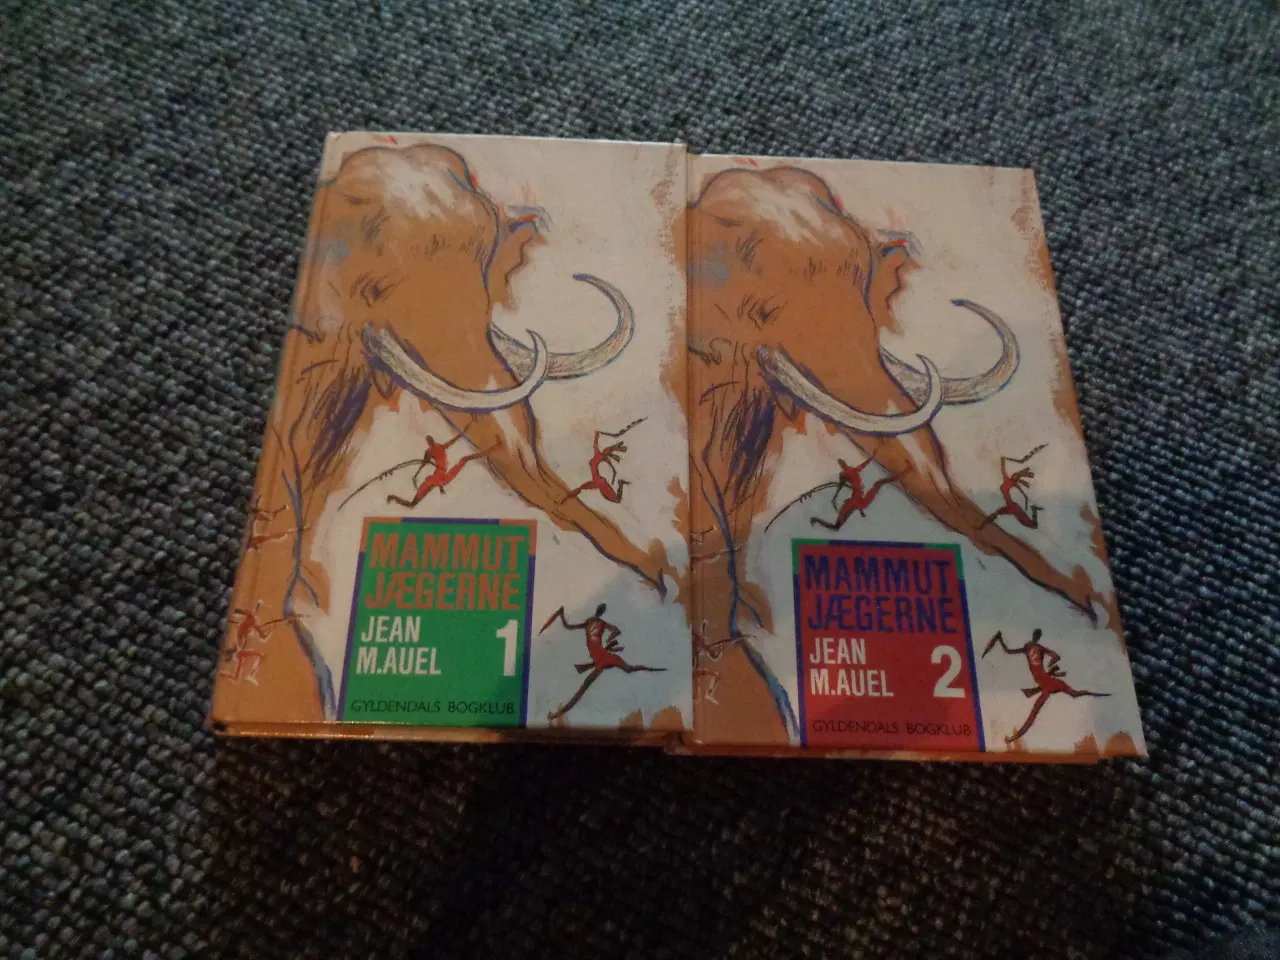 MAMMUT
JÆGERNE
JEAN
M.AUEL
1
GYLDENDALS BOGKLUB
MAMMUT
JÆGERNE
JEAN
M.AUEL
2
GYLDENDALS BOGKLUB